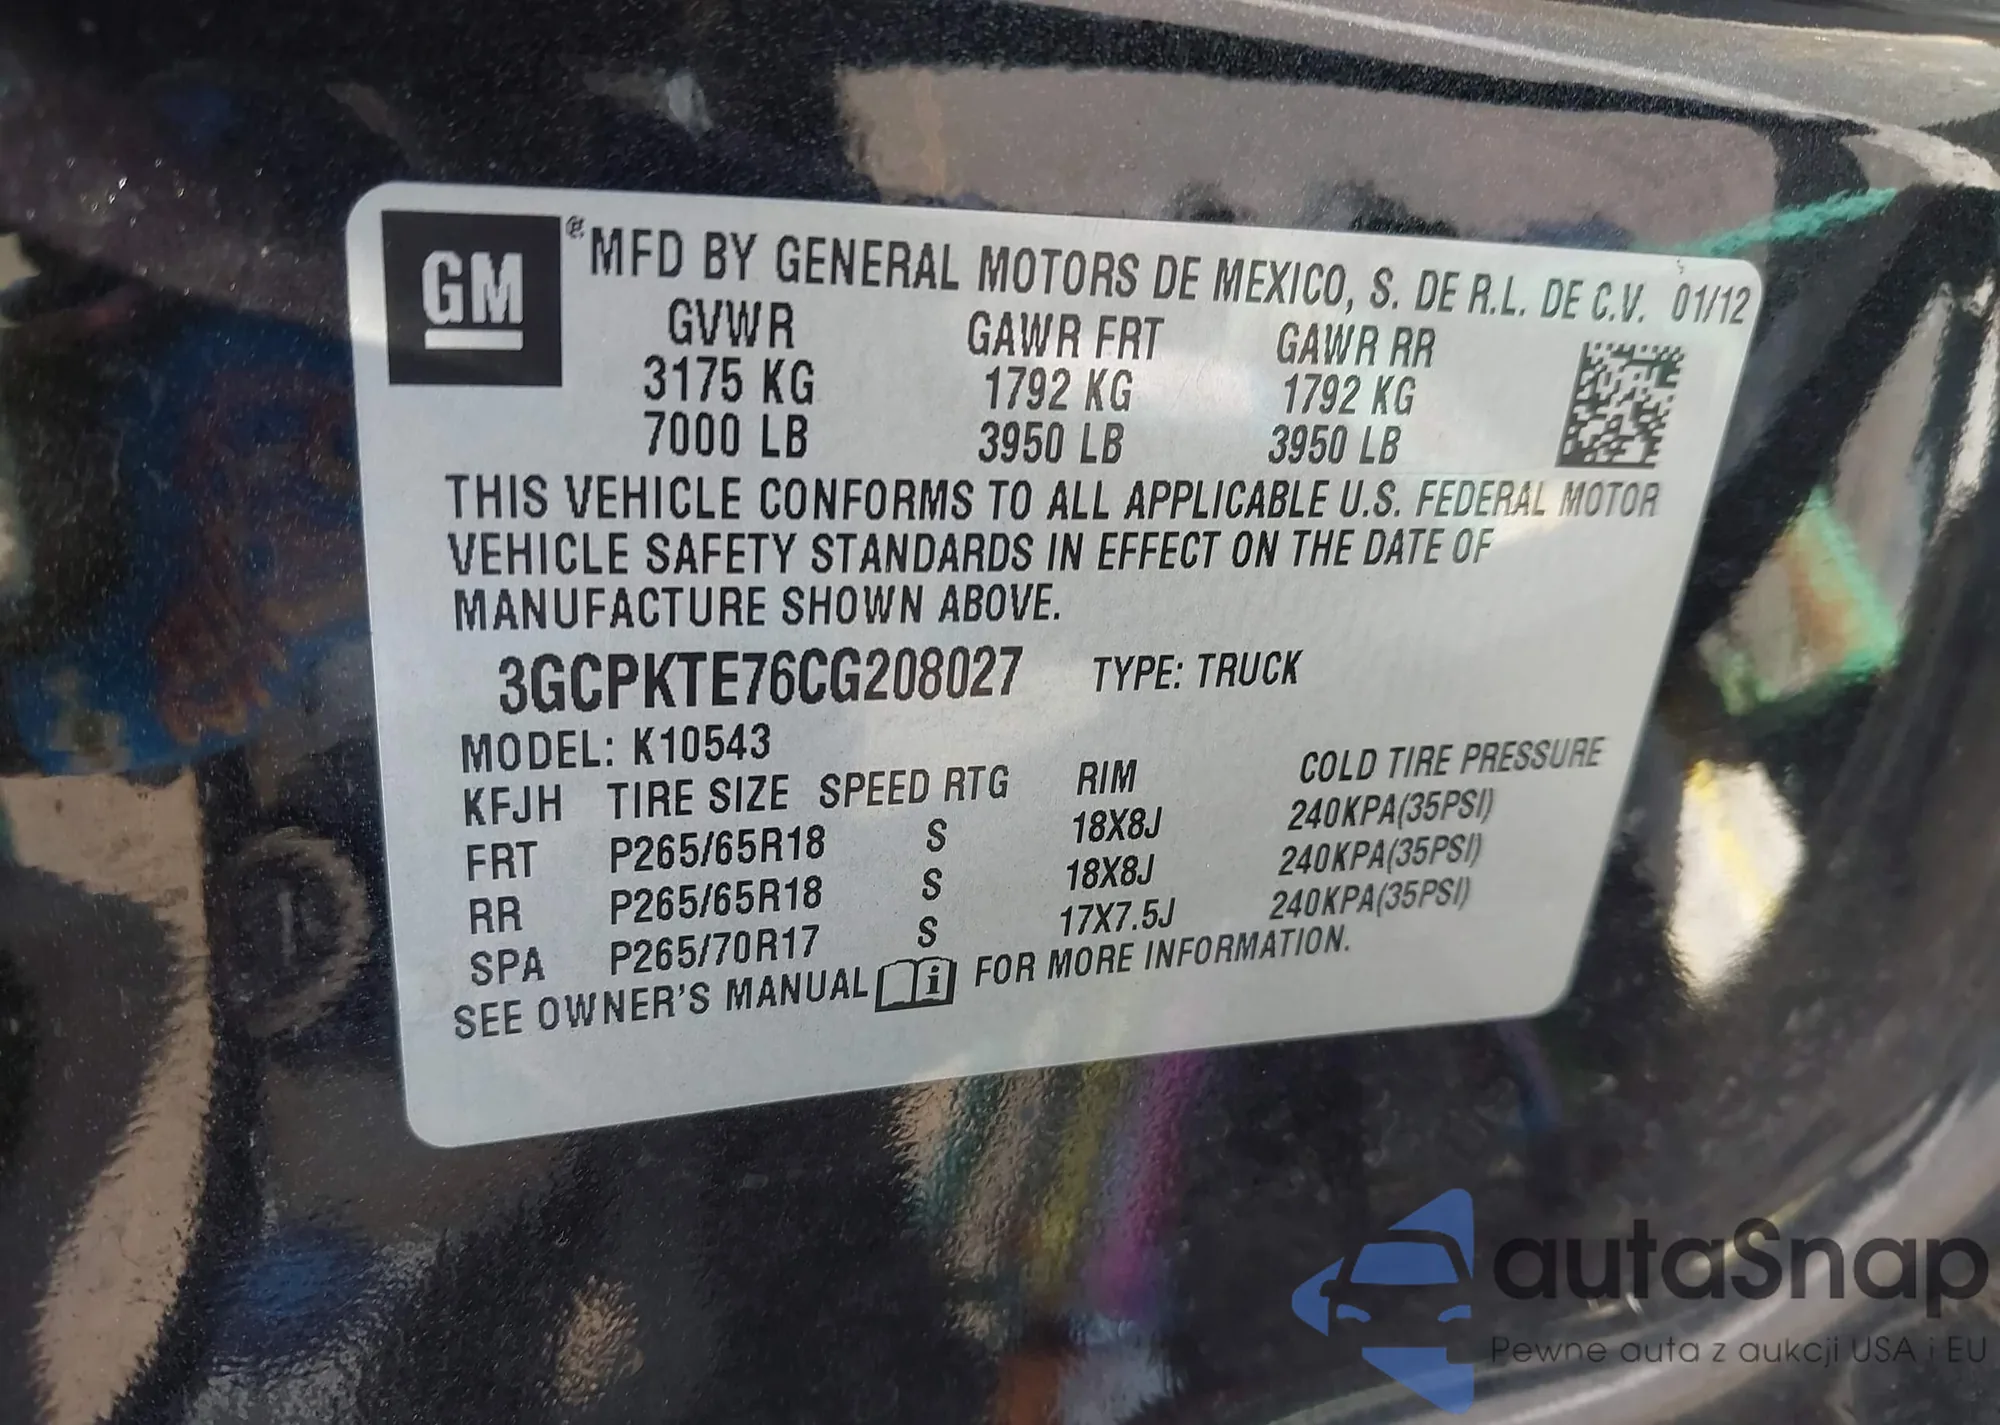 GM ® MFD BY GENERAL MOTORS DE MEXICO, S. DE R.L. DE C.V. 01/12
GVWR GAWR FRT GAWR RR
3175 KG 1792 KG 1792 KG
7000 LB 3950 LB 3950 LB
THIS VEHICLE CONFORMS TO ALL APPLICABLE U.S. FEDERAL MOTOR
VEHICLE SAFETY STANDARDS IN EFFECT ON THE DATE OF
MANUFACTURE SHOWN ABOVE.
3GCPKTE76CG208027 TYPE: TRUCK
MODEL: K10543
KFJH TIRE SIZE SPEED RTG RIM COLD TIRE PRESSURE
FRT P265/65R18 S 18X8J 240KPA(35PSI)
RR P265/65R18 S 18X8J 240KPA(35PSI)
SPA P265/70R17 S 17X7.5J 240KPA(35PSI)
SEE OWNER'S MANUAL i FOR MORE INFORMATION.
autaSnap
Pewne auta z aukcji USA i EU